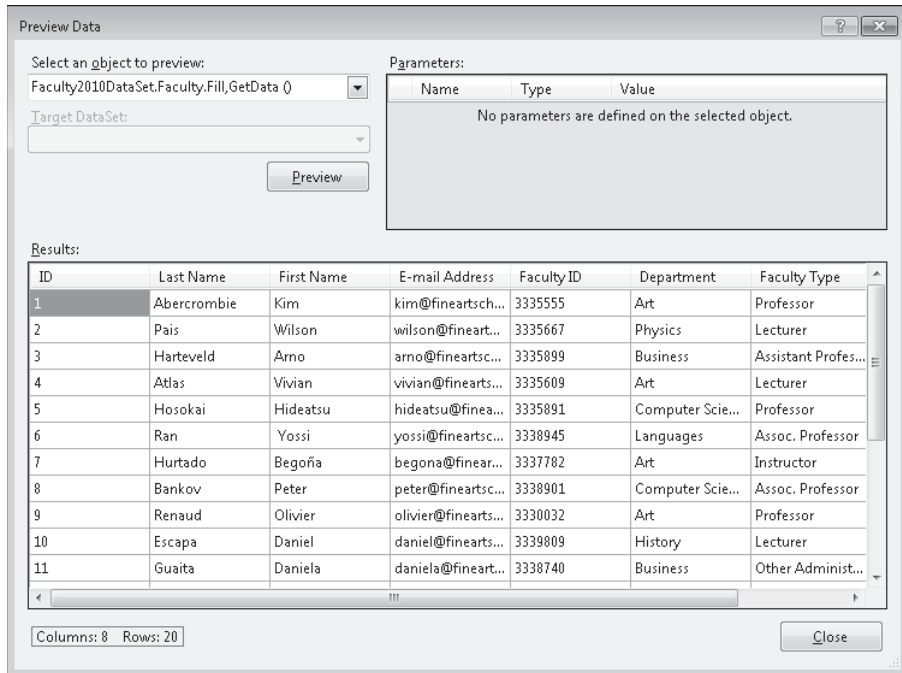 Preview Data
Select an object to preview:
Faculty2010DataSet.Faculty.Fill,GetData ()
Target DataSet:
Preview
Parameters:
Name Type Value
No parameters are defined on the selected object.
Results:
ID Last Name First Name E-mail Address Faculty ID Department Faculty Type
1 Abercrombie Kim kim@fineartsch... 3335555 Art Professor
2 Pais Wilson wilson@fineart... 3335667 Physics Lecturer
3 Harteveld Arno arno@fineartsc... 3335899 Business Assistant Profes...
4 Atlas Vivian vivian@finearts... 3335609 Art Lecturer
5 Hosokai Hideatsu hideatsu@finea... 3335891 Computer Scie... Professor
6 Ran Yossi yossi@fineartsc... 3338945 Languages Assoc. Professor
7 Hurtado Begoña begona@finear... 3337782 Art Instructor
8 Bankov Peter peter@fineartsc... 3338901 Computer Scie... Assoc. Professor
9 Renaud Olivier olivier@finearts... 3330032 Art Professor
10 Escapa Daniel daniel@finearts... 3339809 History Lecturer
11 Guaita Daniela daniela@fineart... 3338740 Business Other Administ...
Columns: 8 Rows: 20
Close